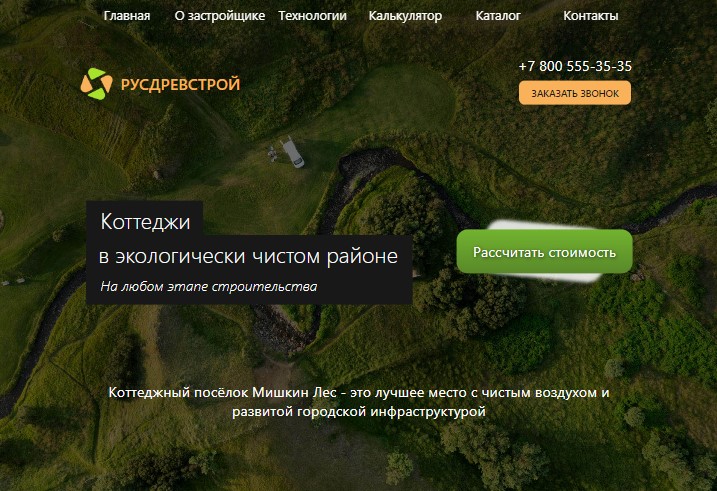 Главная О застройщике Технологии Калькулятор Каталог Контакты
+7 800 555-35-35
РУСДРЕВСТРОЙ
ЗАКАЗАТЬ ЗВОНОК
Коттеджи
в экологически чистом районе
Рассчитать стоимость
На любом этапе строительства
Коттеджный посёлок Мишкин Лес - это лучшее место с чистым воздухом и
развитой городской инфраструктурой